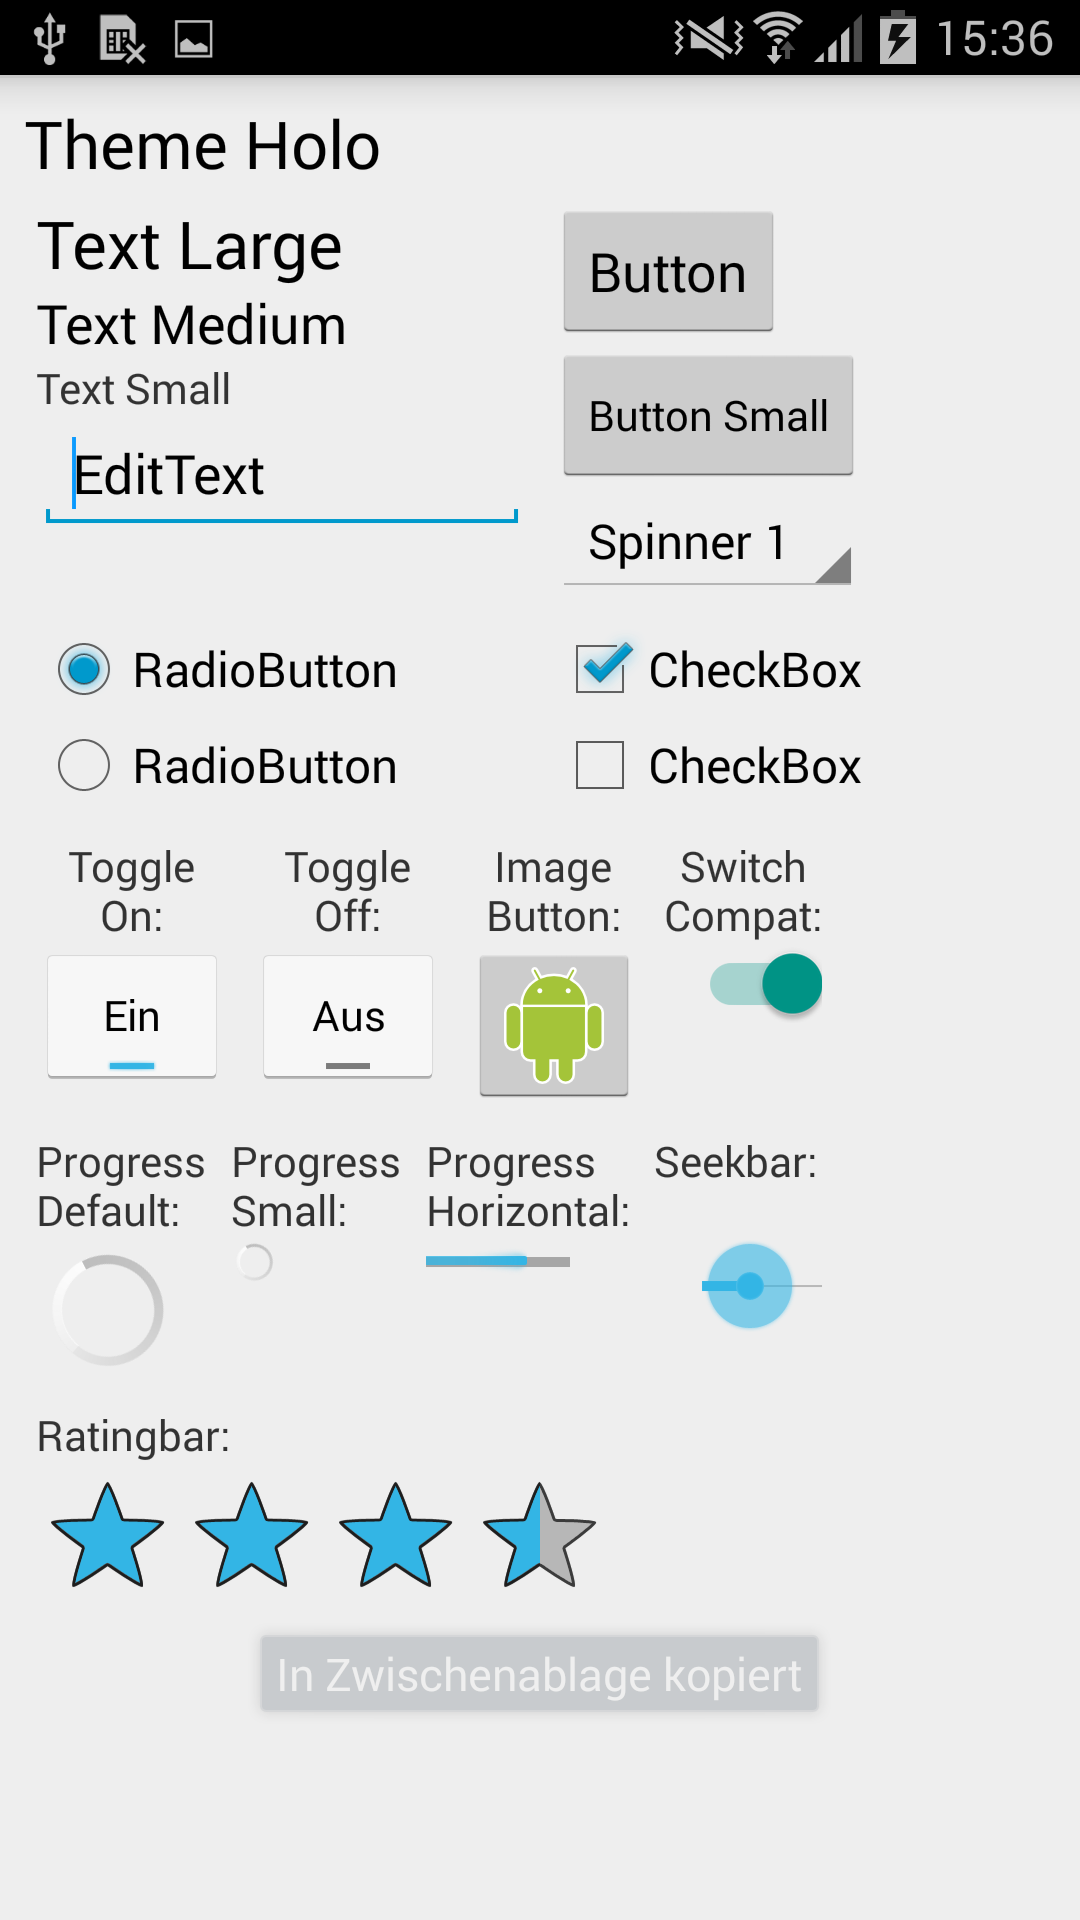 15:36
Theme Holo
Text Large
Button
Text Medium
Text Small
Button Small
EditText
Spinner 1
RadioButton
CheckBox
RadioButton
CheckBox
Toggle
On:
Toggle
Off:
Image
Button:
Switch
Compat:
Ein
Aus
Progress
Default:
Progress
Small:
Progress
Horizontal:
Seekbar:
Ratingbar:
In Zwischenablage kopiert